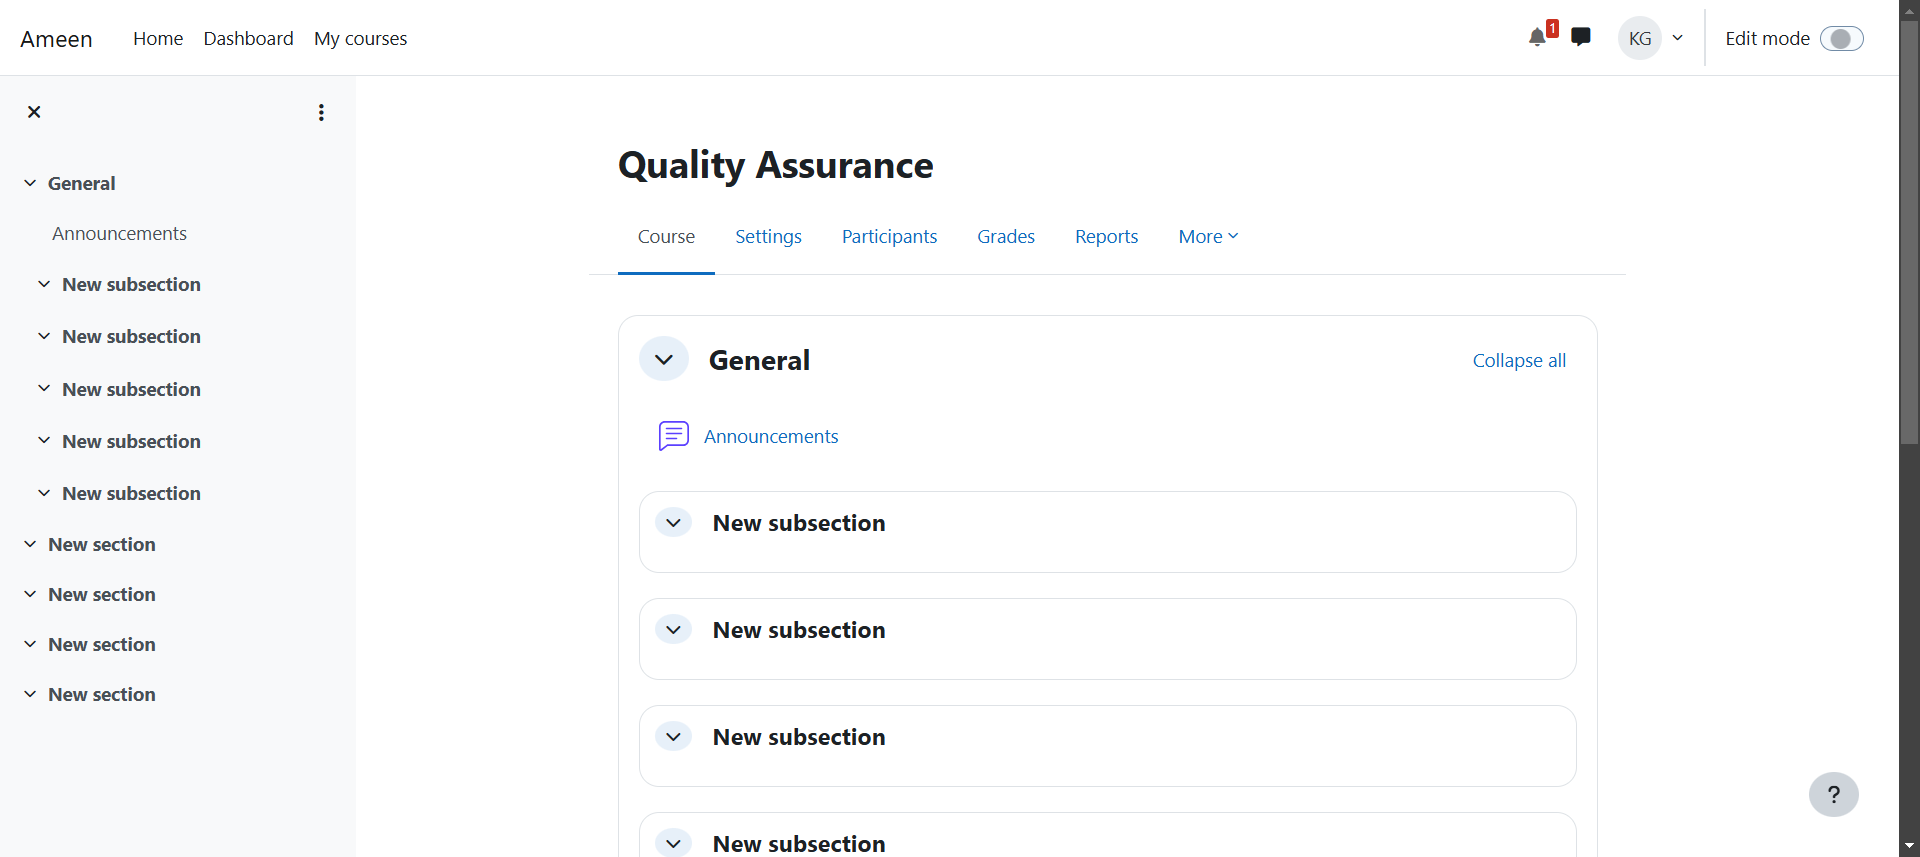 Ameen Home Dashboard My courses 1 KG Edit mode
General
Announcements
New subsection
New subsection
New subsection
New subsection
New subsection
New section
New section
New section
New section
Quality Assurance
Course Settings Participants Grades Reports More
General Collapse all
Announcements
New subsection
New subsection
New subsection
New subsection
?